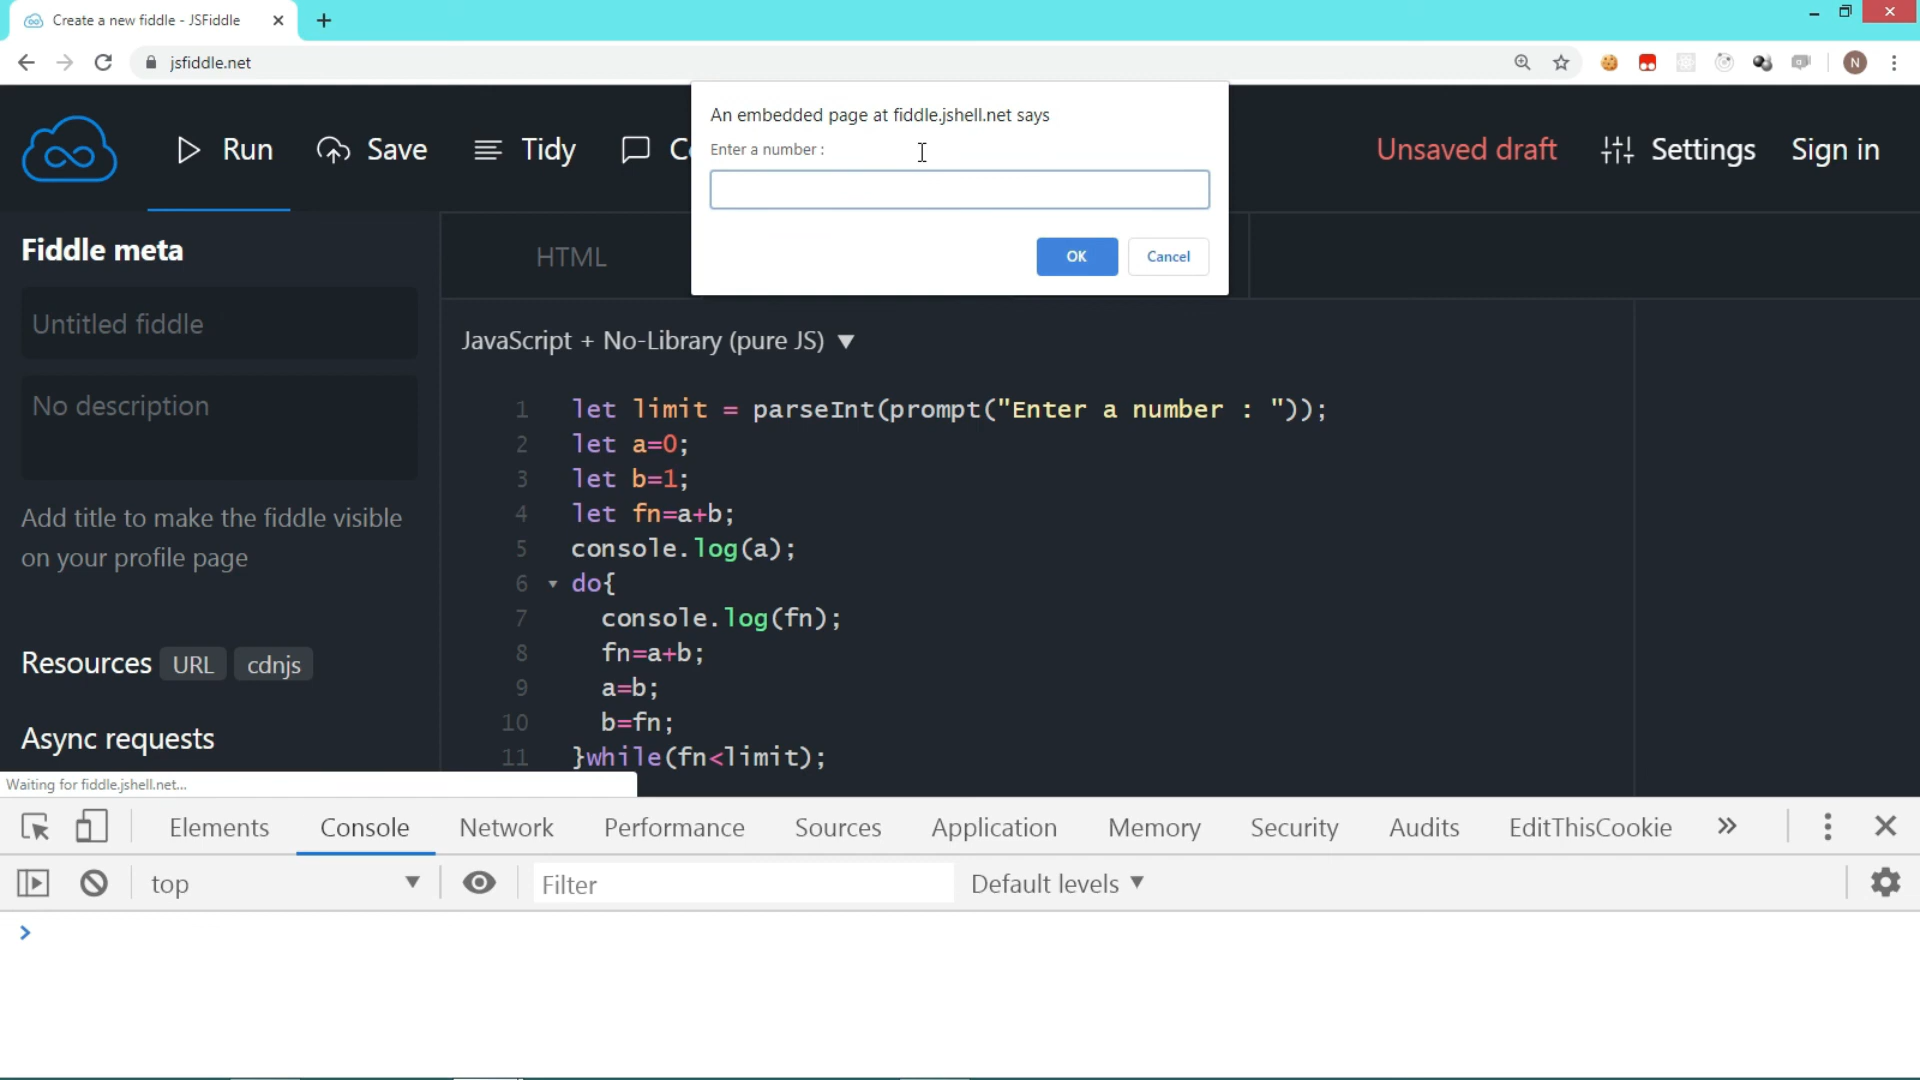 Create a new fiddle - JSFiddle
jsfiddle.net
N
An embedded page at fiddle.jshell.net says
Enter a number :
OK
Cancel
Run
Save
Tidy
Unsaved draft
Settings
Sign in
Fiddle meta
Untitled fiddle
No description
Add title to make the fiddle visible
on your profile page
Resources URL cdnjs
Async requests
HTML
JavaScript + No-Library (pure JS) ▼
1 let limit = parseInt(prompt("Enter a number : "));
2 let a=0;
3 let b=1;
4 let fn=a+b;
5 console.log(a);
6 do{
7 console.log(fn);
8 fn=a+b;
9 a=b;
10 b=fn;
11 }while(fn<limit);
Waiting for fiddle.jshell.net...
Elements Console Network Performance Sources Application Memory Security Audits EditThisCookie »
top Filter Default levels ▼
>